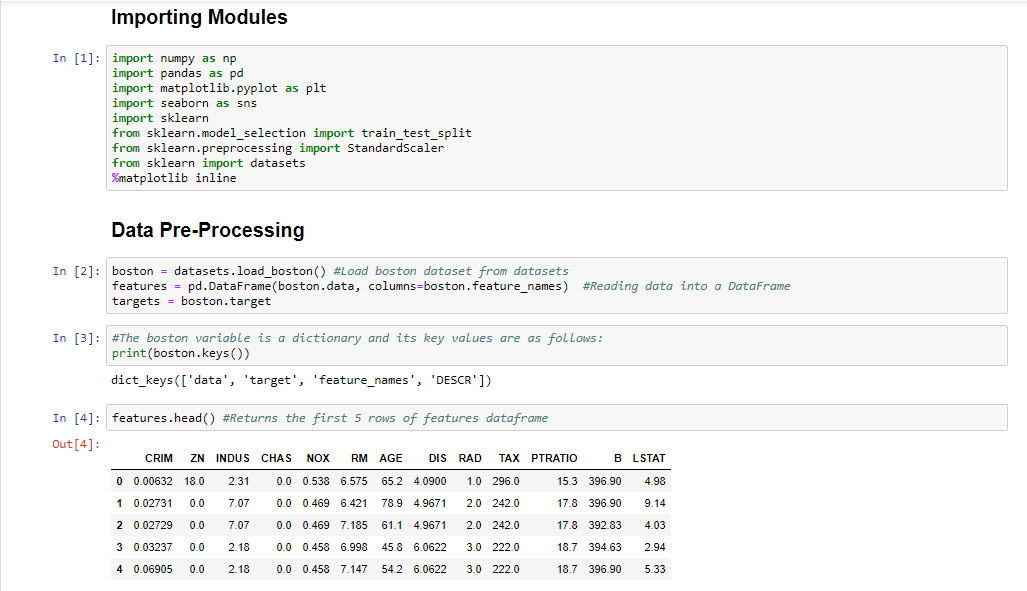 Importing Modules
In [1]: import numpy as np
import pandas as pd
import matplotlib.pyplot as plt
import seaborn as sns
import sklearn
from sklearn.model_selection import train_test_split
from sklearn.preprocessing import StandardScaler
from sklearn import datasets
%matplotlib inline
Data Pre-Processing
In [2]: boston = datasets.load_boston() #Load boston dataset from datasets
features = pd.DataFrame(boston.data, columns=boston.feature_names)  #Reading data into a DataFrame
targets = boston.target
In [3]: #The boston variable is a dictionary and its key values are as follows:
print(boston.keys())
dict_keys(['data', 'target', 'feature_names', 'DESCR'])
In [4]: features.head() #Returns the first 5 rows of features dataframe
Out[4]:
CRIM ZN INDUS CHAS NOX RM AGE DIS RAD TAX PTRATIO B LSTAT
0 0.00632 18.0 2.31 0.0 0.538 6.575 65.2 4.0900 1.0 296.0 15.3 396.90 4.98
1 0.02731 0.0 7.07 0.0 0.469 6.421 78.9 4.9671 2.0 242.0 17.8 396.90 9.14
2 0.02729 0.0 7.07 0.0 0.469 7.185 61.1 4.9671 2.0 242.0 17.8 392.83 4.03
3 0.03237 0.0 2.18 0.0 0.458 6.998 45.8 6.0622 3.0 222.0 18.7 394.63 2.94
4 0.06905 0.0 2.18 0.0 0.458 7.147 54.2 6.0622 3.0 222.0 18.7 396.90 5.33